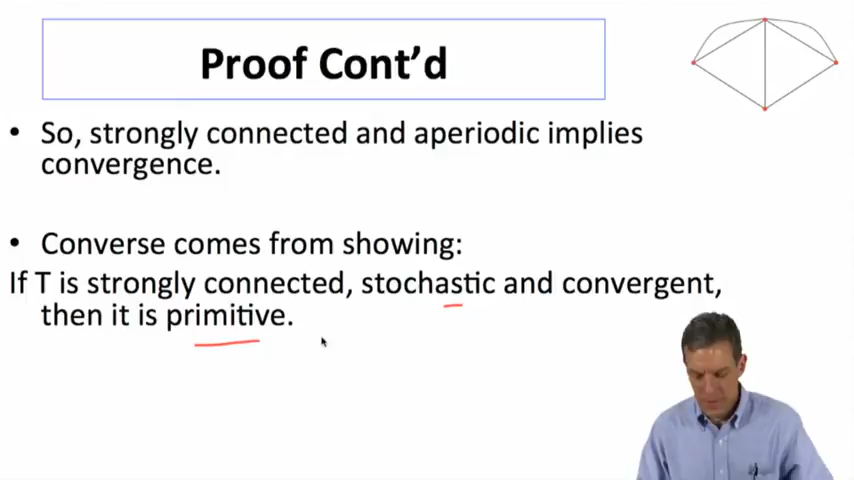 Proof Cont'd
• So, strongly connected and aperiodic implies
convergence.
• Converse comes from showing:
If T is strongly connected, stochastic and convergent,
then it is primitive.